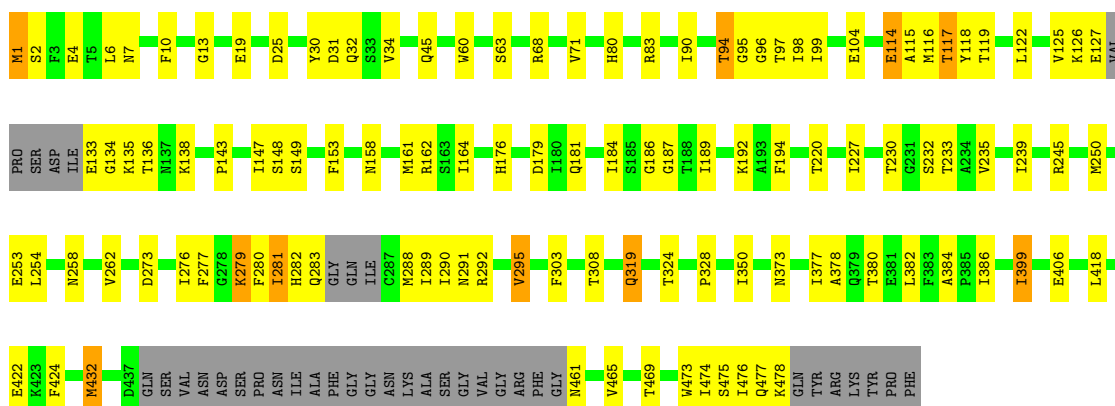 M1 S2 F3 E4 T5 L6 N7 F10 G13 E19 D25 Y30 D31 Q32 S33 V34 Q45 W60 S63 R68 V71 H80 R83 I90 T94 G95 G96 T97 I98 I99 E104 E114 A115 M116 T117 Y118 T119 L122 V125 K126 E127 VAL
PRO SER ASP ILE E133 G134 K135 T136 N137 K138 P143 I147 S148 S149 F153 N158 M161 R162 S163 I164 H176 D179 I180 Q181 I184 S185 G186 G187 T188 I189 K192 A193 F194 T220 I227 T230 G231 S232 T233 A234 V235 I239 R245 M250
E253 L254 N258 V262 D273 I276 F277 G278 K279 F280 I281 H282 Q283 GLY GLN ILE C287 M288 I289 I290 N291 R292 V295 F303 T308 Q319 T324 P328 I350 N373 I377 A378 Q379 T380 E381 L382 F383 A384 P385 I386 I399 E406 L418
E422 K423 F424 M432 D437 GLN SER VAL ASN ASP SER PRO ASN ILE ALA PHE GLY GLY ASN LYS ALA SER GLY VAL GLY ARG PHE GLY N461 V465 T469 W473 I474 S475 I476 Q477 K478 GLN TYR ARG LYS TYR PRO PHE